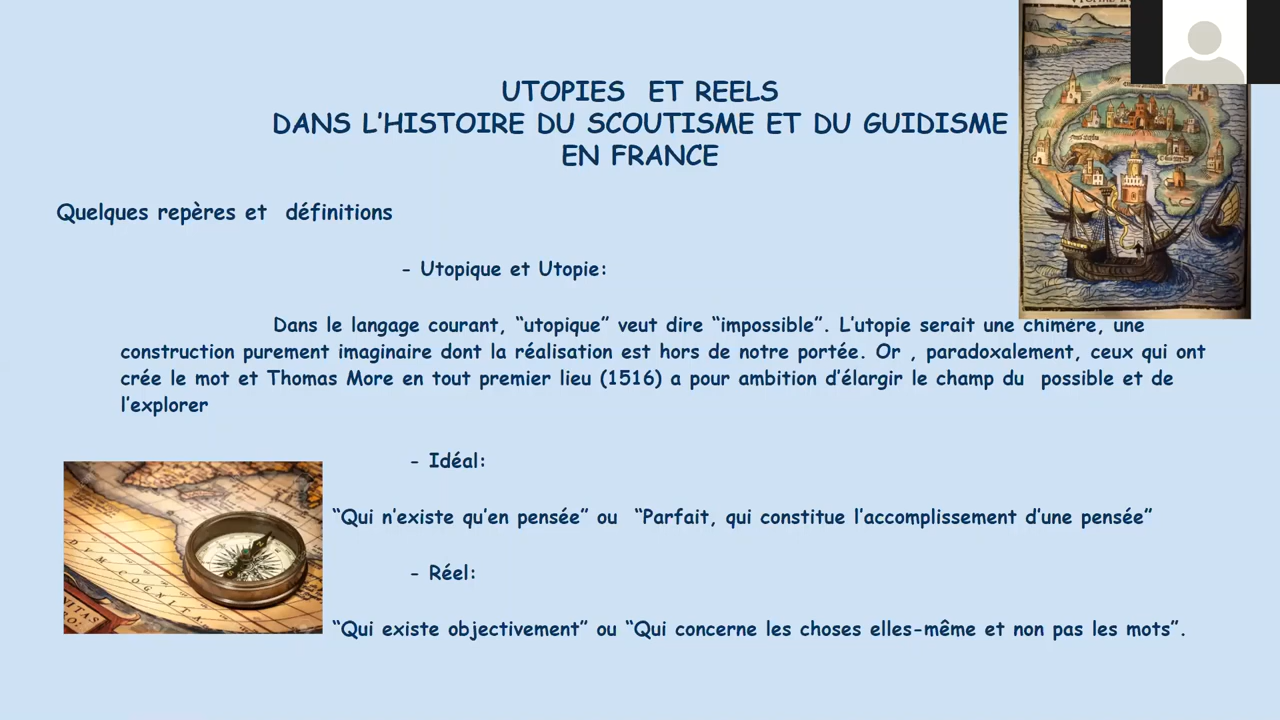 UTOPIES ET REELS
DANS L'HISTOIRE DU SCOUTISME ET DU GUIDISME
EN FRANCE
Quelques repères et définitions
- Utopique et Utopie:
Dans le langage courant, “utopique” veut dire “impossible”. L'utopie serait une chimère, une
construction purement imaginaire dont la réalisation est hors de notre portée. Or , paradoxalement, ceux qui ont
crée le mot et Thomas More en tout premier lieu (1516) a pour ambition d'élargir le champ du possible et de
l'explorer
- Idéal:
“Qui n'existe qu'en pensée” ou “Parfait, qui constitue l'accomplissement d'une pensée”
- Réel:
“Qui existe objectivement” ou “Qui concerne les choses elles-même et non pas les mots”.